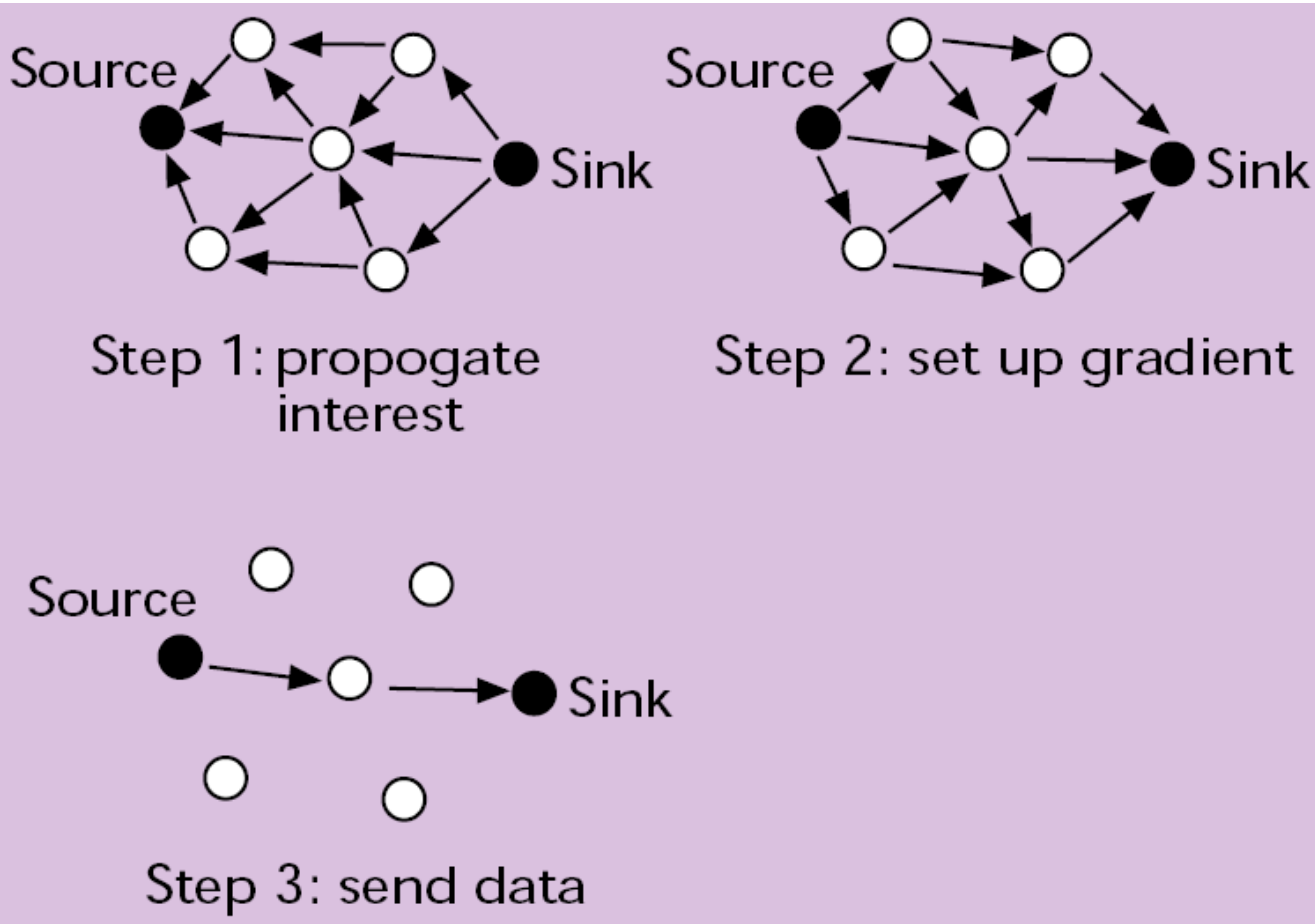 Source
Sink
Step 1: propogate
interest
Source
Sink
Step 2: set up gradient
Source
Sink
Step 3: send data